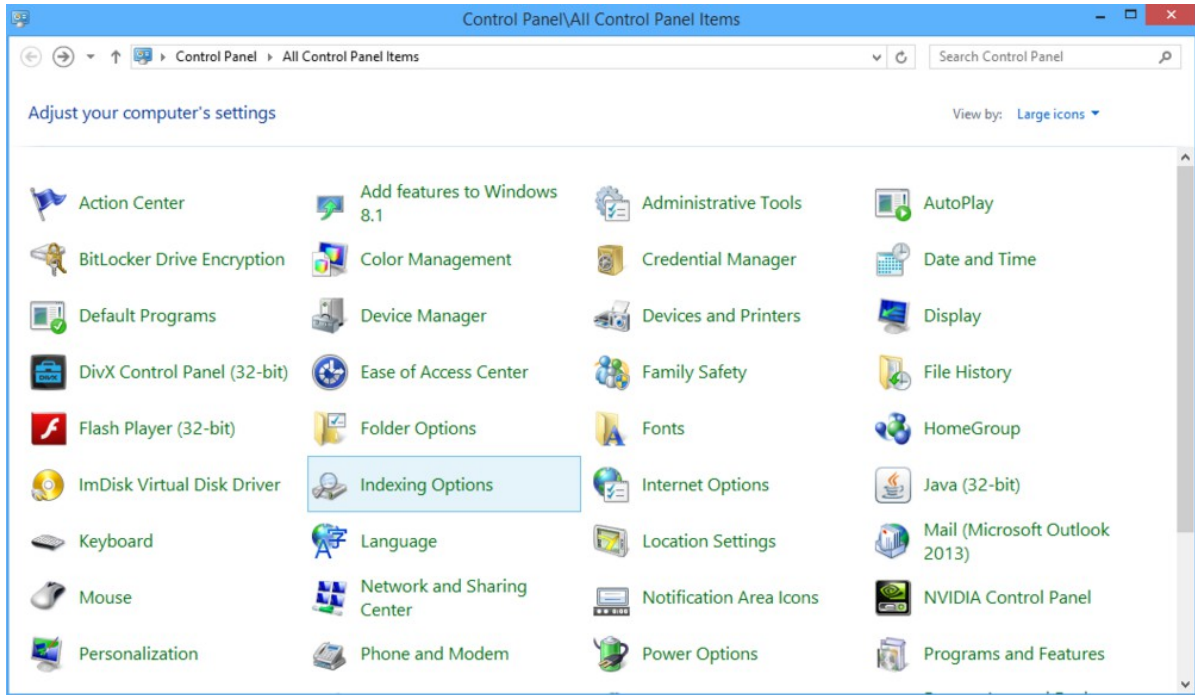 Control Panel\All Control Panel Items
Control Panel All Control Panel Items
Search Control Panel
Adjust your computer's settings
View by: Large icons
Action Center
Add features to Windows
8.1
Administrative Tools
AutoPlay
BitLocker Drive Encryption
Color Management
Credential Manager
Date and Time
Default Programs
Device Manager
Devices and Printers
Display
DivX Control Panel (32-bit)
Ease of Access Center
Family Safety
File History
Flash Player (32-bit)
Folder Options
Fonts
HomeGroup
ImDisk Virtual Disk Driver
Indexing Options
Internet Options
Java (32-bit)
Keyboard
Language
Location Settings
Mail (Microsoft Outlook
2013)
Mouse
Network and Sharing
Center
Notification Area Icons
NVIDIA Control Panel
Personalization
Phone and Modem
Power Options
Programs and Features